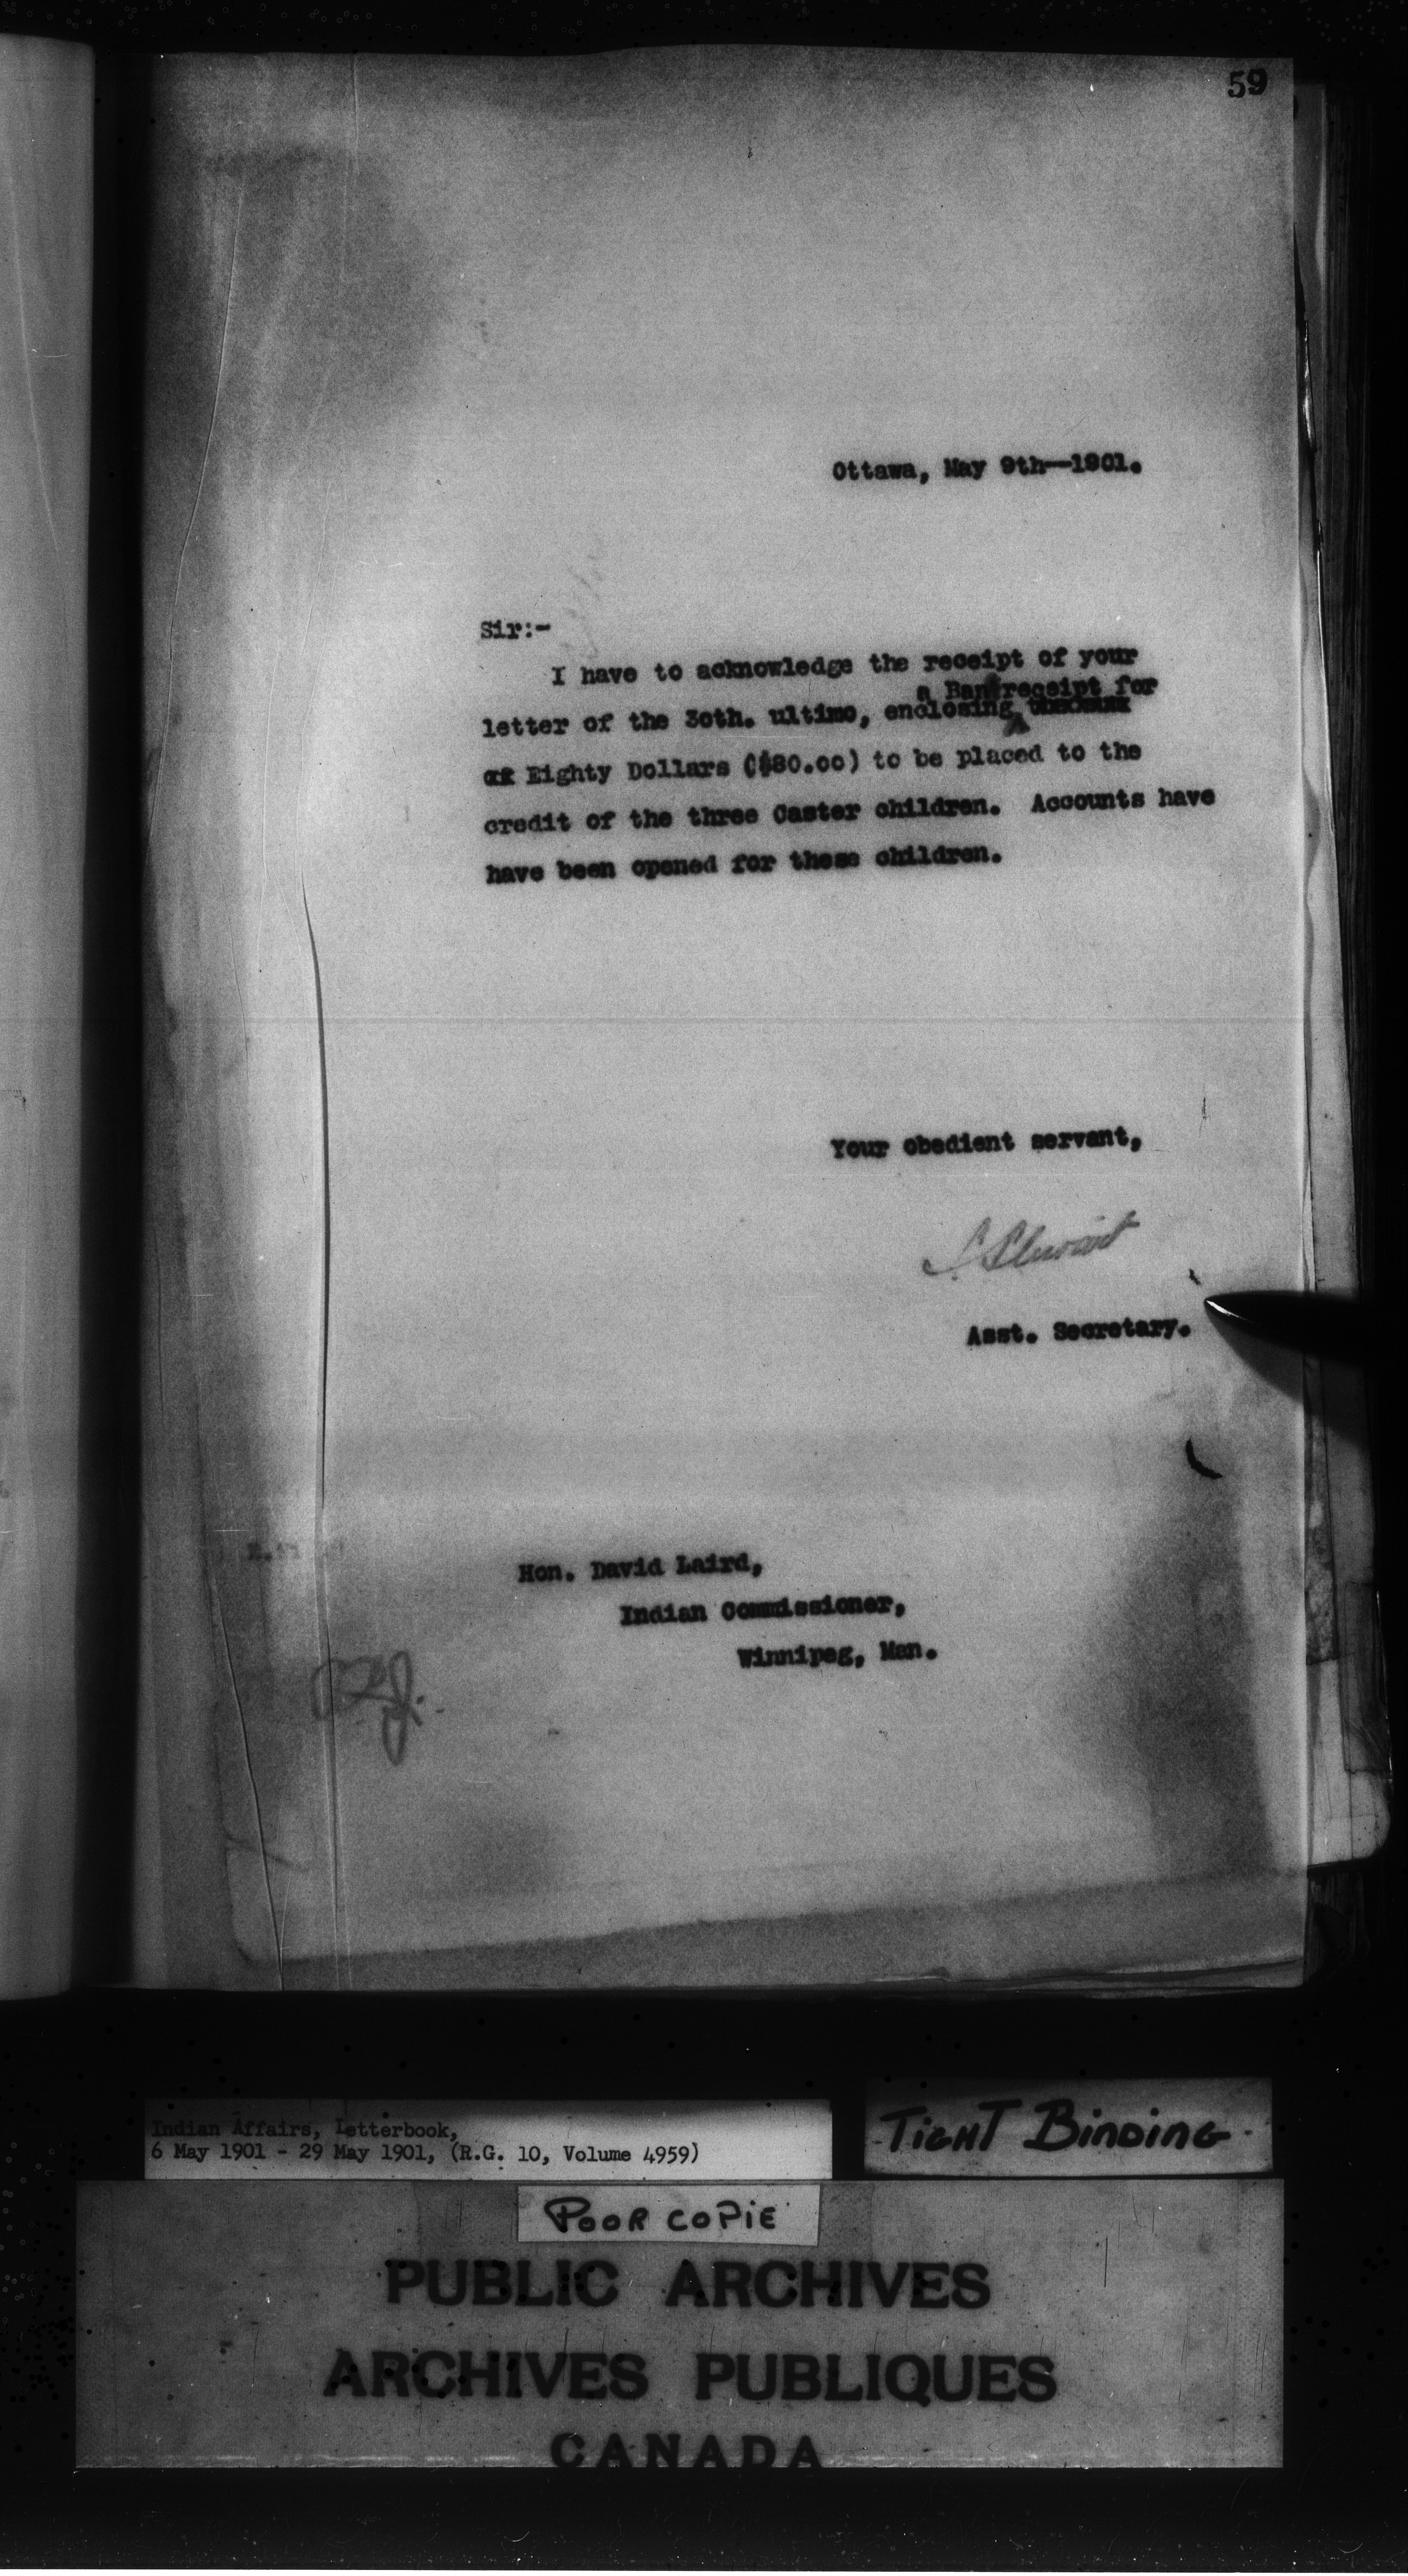 59
Ottawa, May 9th--1901.
Sir:-
I have to acknowledge the receipt of your
a Bank receipt for
letter of the 30th. ultimo, enclosing
Eighty Dollars ($80.00) to be placed to the
credit of the three Caster children. Accounts have
have been opened for these children.
Your obedient servant,
S. Stewart
Asst. Secretary.
Hon. David Laird,
Indian Commissioner,
Winnipeg, Man.
Indian Affairs, Letterbook,
6 May 1901 - 29 May 1901, (R.G. 10, Volume 4959)
TIGHT BINDING
POOR COPIE
PUBLIC ARCHIVES
ARCHIVES PUBLIQUES
CANADA